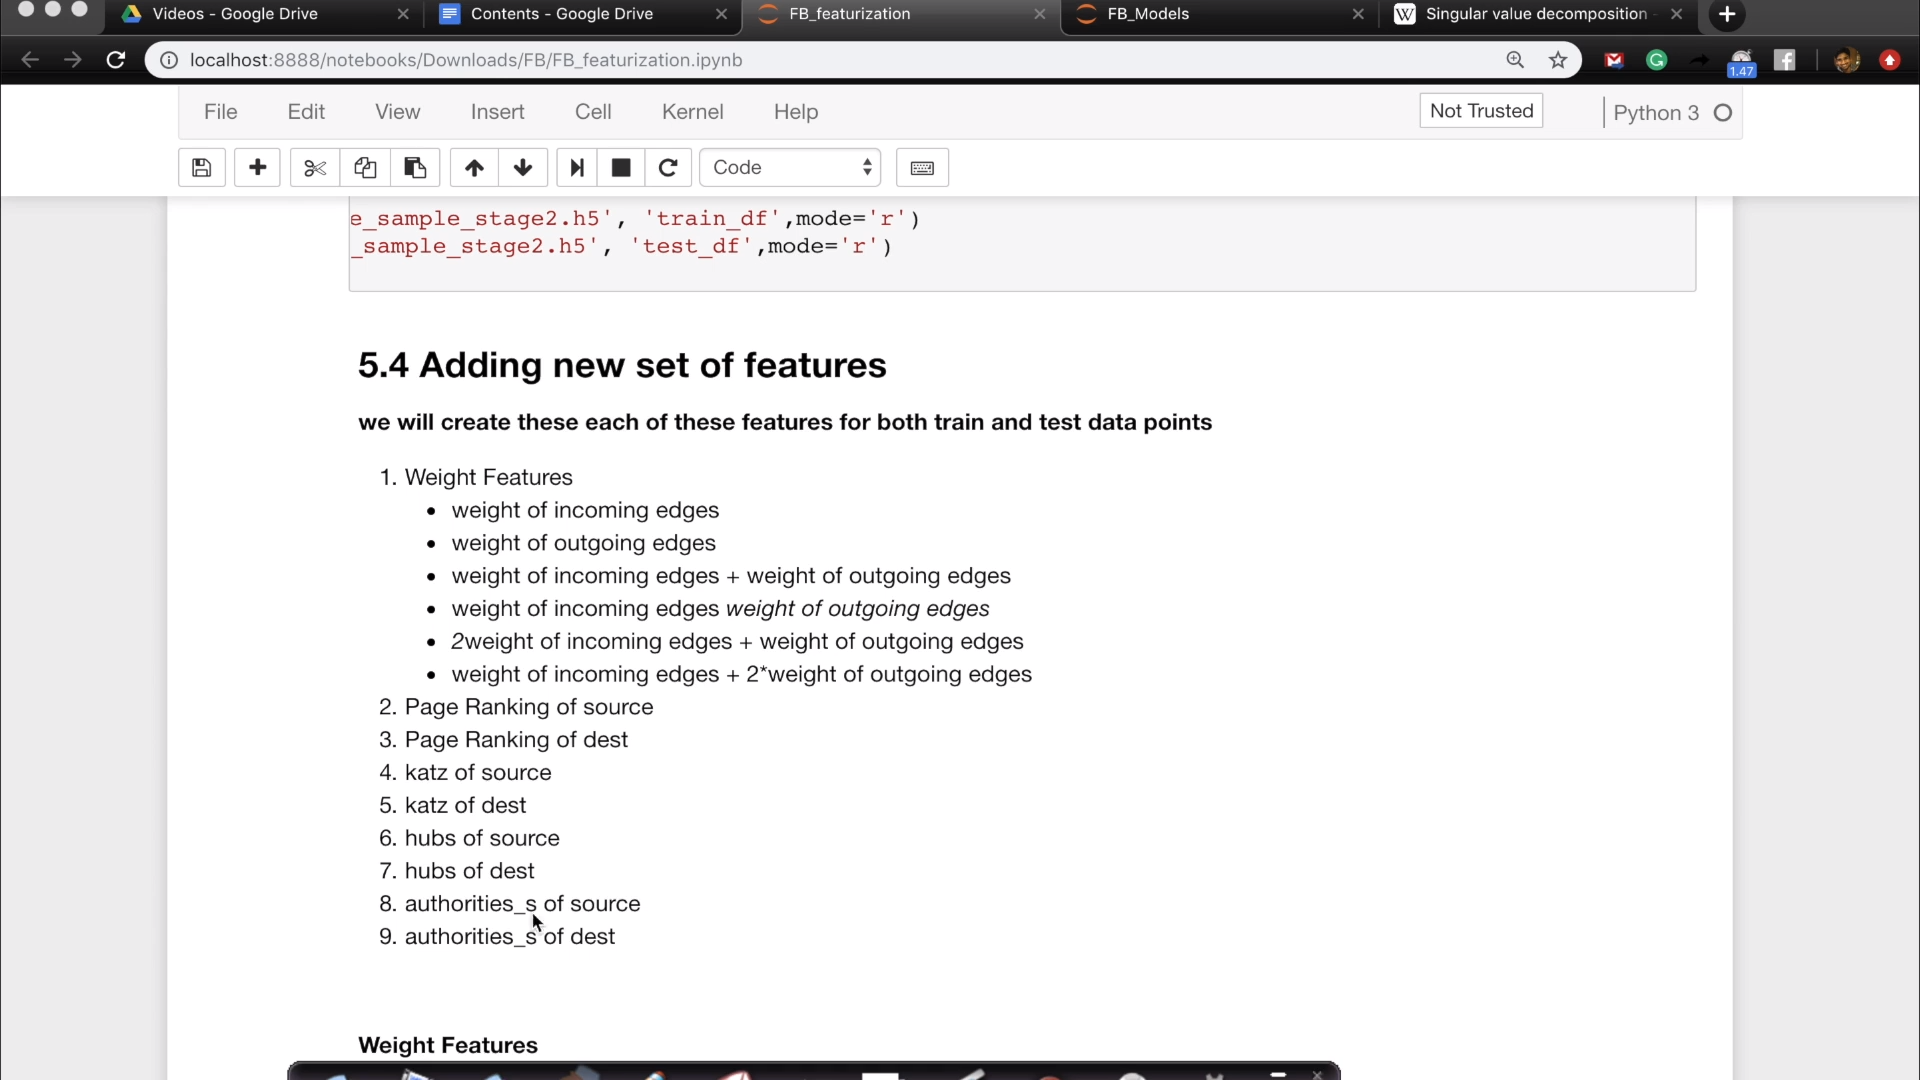 Videos - Google Drive
Contents - Google Drive
FB_featurization
FB_Models
Singular value decomposition -
localhost:8888/notebooks/Downloads/FB/FB_featurization.ipynb
1.47
File Edit View Insert Cell Kernel Help
Not Trusted
Python 3
Code
e_sample_stage2.h5', 'train_df',mode='r')
_sample_stage2.h5', 'test_df',mode='r')
5.4 Adding new set of features
we will create these each of these features for both train and test data points
1. Weight Features
• weight of incoming edges
• weight of outgoing edges
• weight of incoming edges + weight of outgoing edges
• weight of incoming edges weight of outgoing edges
• 2weight of incoming edges + weight of outgoing edges
• weight of incoming edges + 2*weight of outgoing edges
2. Page Ranking of source
3. Page Ranking of dest
4. katz of source
5. katz of dest
6. hubs of source
7. hubs of dest
8. authorities_s of source
9. authorities_s of dest
Weight Features